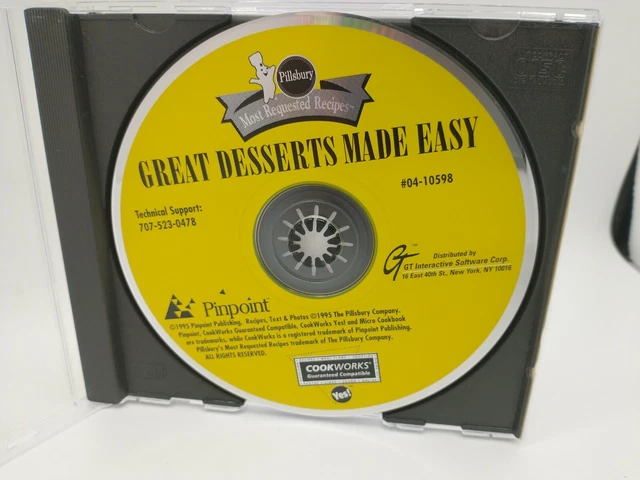 Pillsbury
Most Requested Recipes™
GREAT DESSERTS MADE EASY
#04-10598
Technical Support:
707-523-0478
GT™
Distributed by
GT Interactive Software Corp.
16 East 40th St., New York, NY 10016
Pinpoint™
©1995 Pinpoint Publishing. Recipes, Text & Photos ©1995 The Pillsbury Company.
Pinpoint, CookWorks Guaranteed Compatible, CookWorks Yes! and Micro Cookbook
are trademarks, while CookWorks is a registered trademark of Pinpoint Publishing.
Pillsbury's Most Requested Recipes trademark of The Pillsbury Company.
ALL RIGHTS RESERVED.
COOKWORKS®
Guaranteed Compatible
Yes!